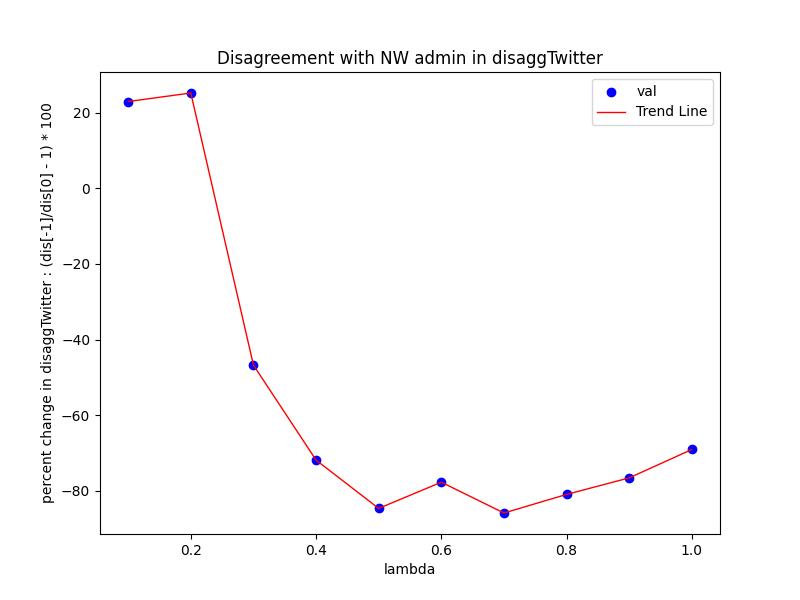 Disagreement with NW admin in disaggTwitter
val
Trend Line
percent change in disaggTwitter : (dis[-1]/dis[0] - 1) * 100
20
0
−20
−40
−60
−80
0.2
0.4
0.6
0.8
1.0
lambda